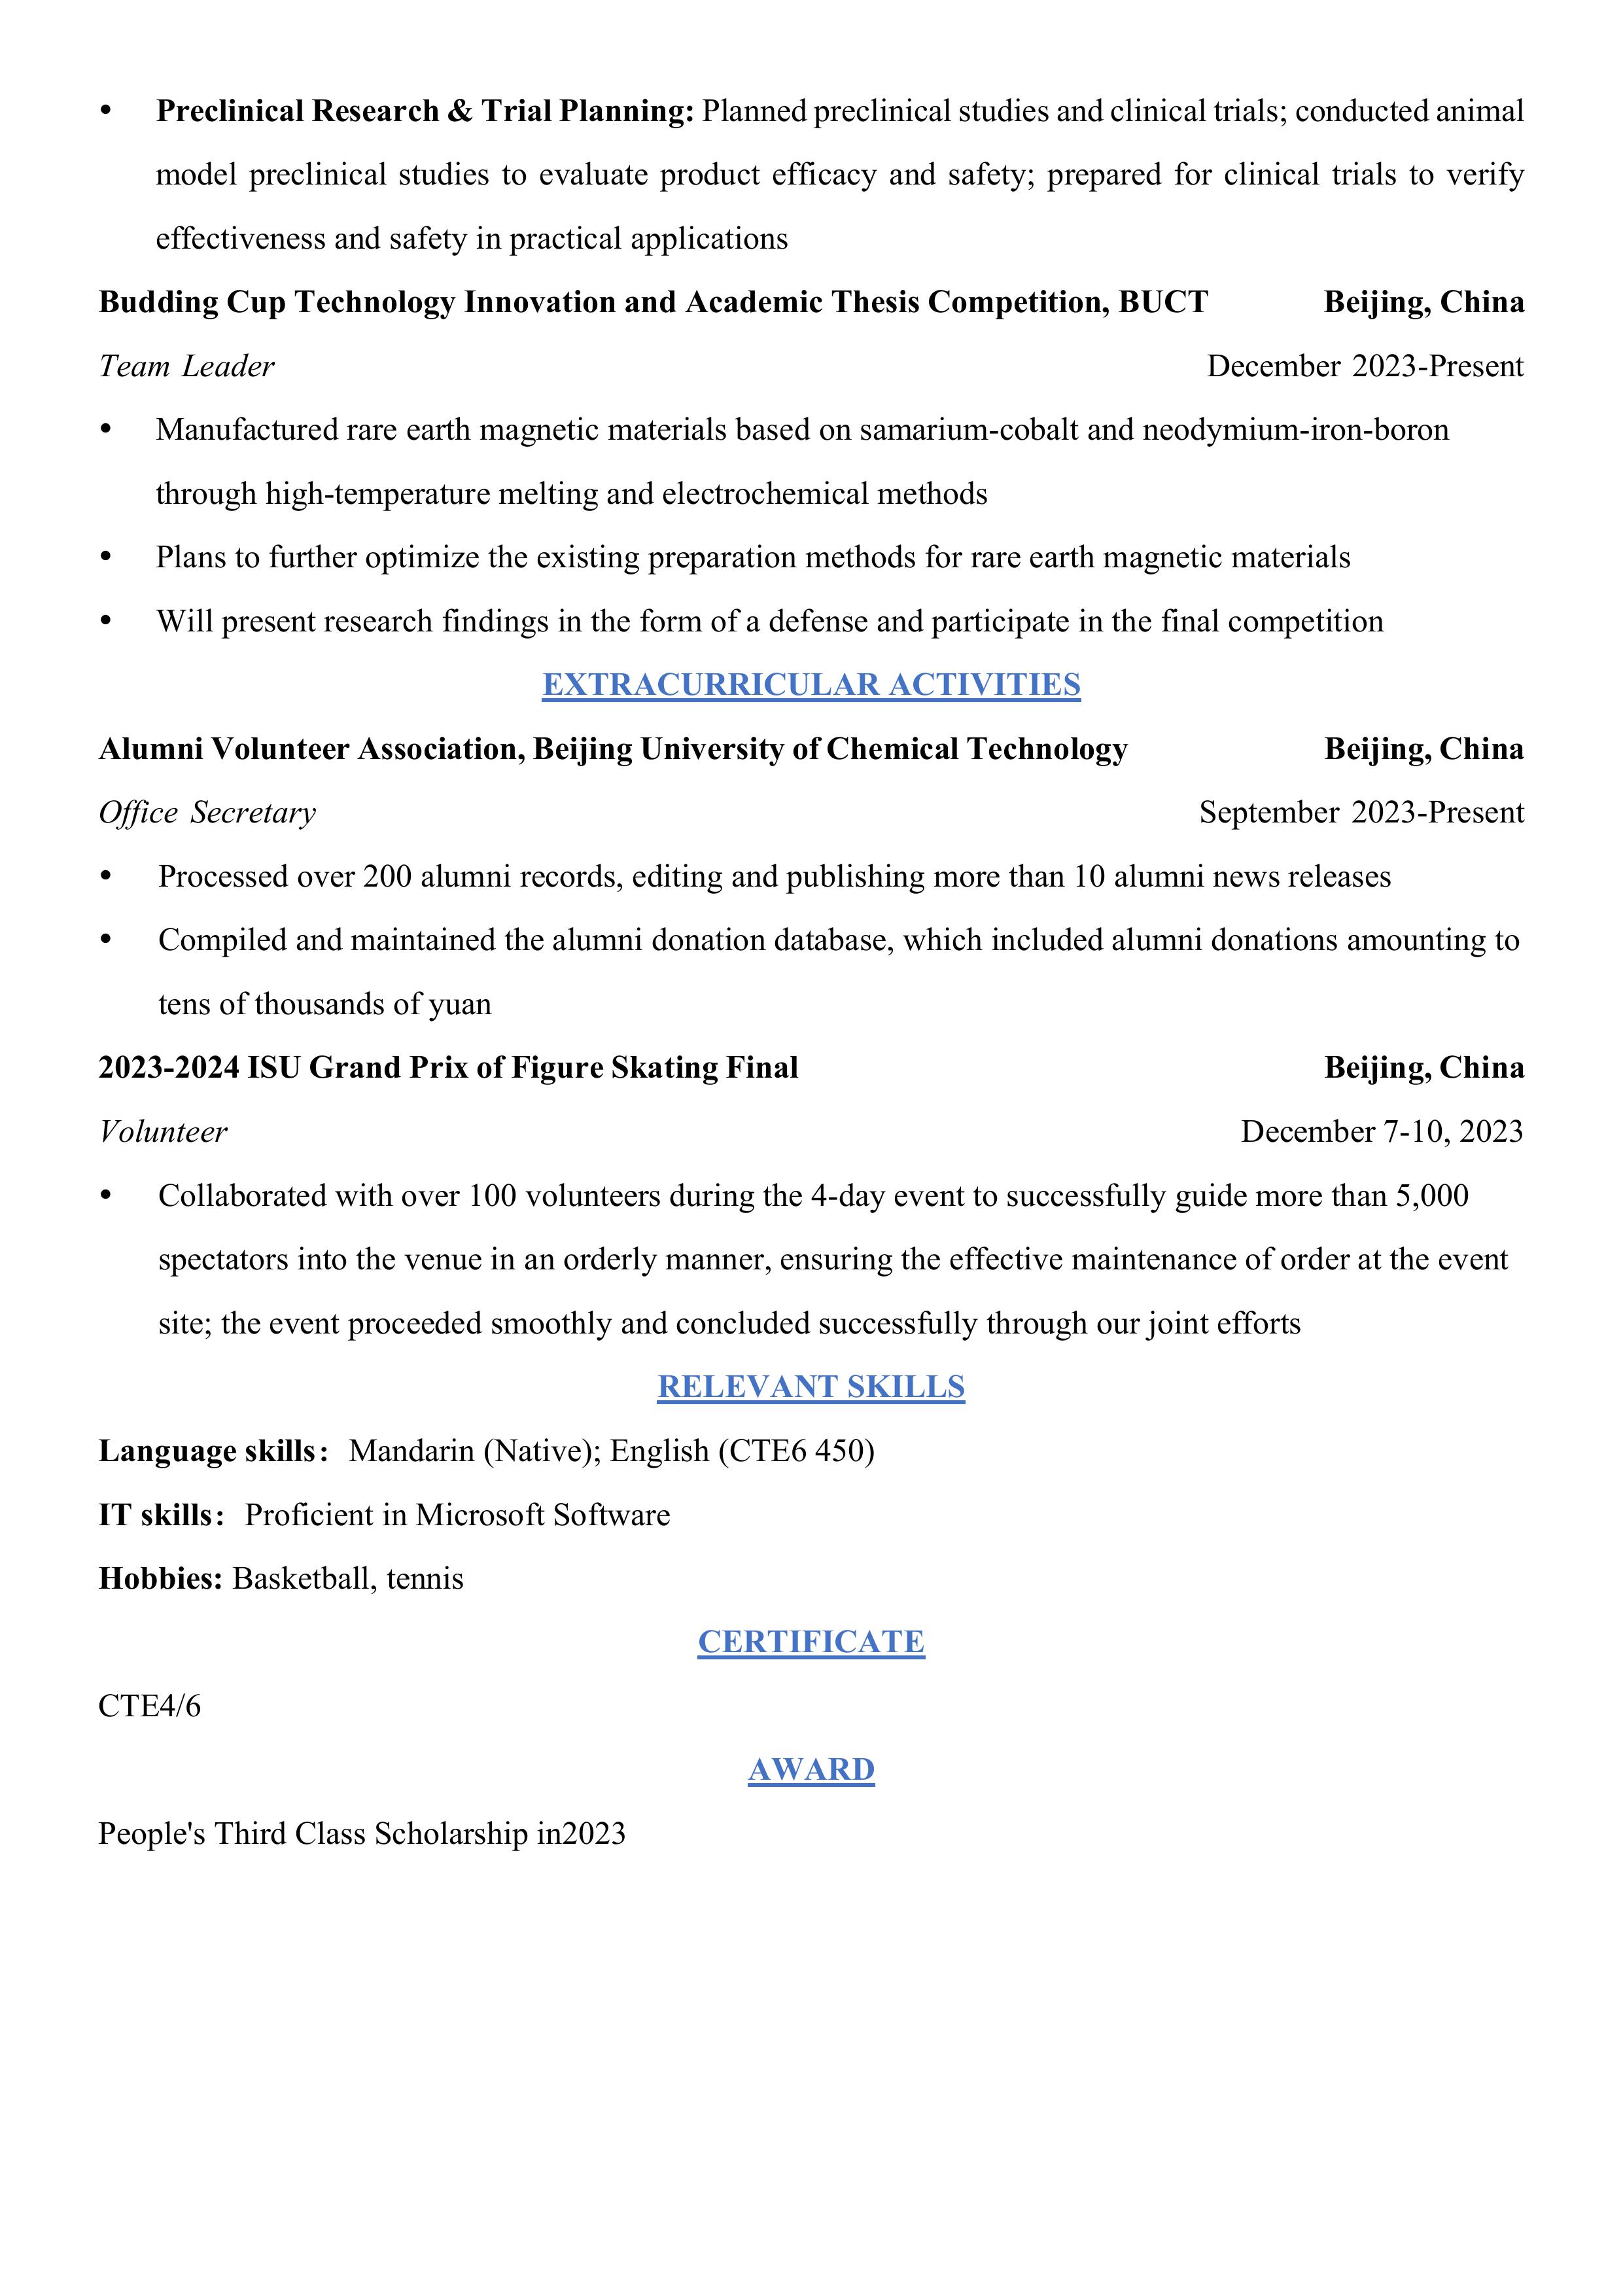 • Preclinical Research & Trial Planning: Planned preclinical studies and clinical trials; conducted animal
model preclinical studies to evaluate product efficacy and safety; prepared for clinical trials to verify
effectiveness and safety in practical applications
Budding Cup Technology Innovation and Academic Thesis Competition, BUCT Beijing, China
Team Leader December 2023-Present
• Manufactured rare earth magnetic materials based on samarium-cobalt and neodymium-iron-boron
through high-temperature melting and electrochemical methods
• Plans to further optimize the existing preparation methods for rare earth magnetic materials
• Will present research findings in the form of a defense and participate in the final competition
EXTRACURRICULAR ACTIVITIES
Alumni Volunteer Association, Beijing University of Chemical Technology Beijing, China
Office Secretary September 2023-Present
• Processed over 200 alumni records, editing and publishing more than 10 alumni news releases
• Compiled and maintained the alumni donation database, which included alumni donations amounting to
tens of thousands of yuan
2023-2024 ISU Grand Prix of Figure Skating Final Beijing, China
Volunteer December 7-10, 2023
• Collaborated with over 100 volunteers during the 4-day event to successfully guide more than 5,000
spectators into the venue in an orderly manner, ensuring the effective maintenance of order at the event
site; the event proceeded smoothly and concluded successfully through our joint efforts
RELEVANT SKILLS
Language skills： Mandarin (Native); English (CTE6 450)
IT skills： Proficient in Microsoft Software
Hobbies: Basketball, tennis
CERTIFICATE
CTE4/6
AWARD
People's Third Class Scholarship in2023